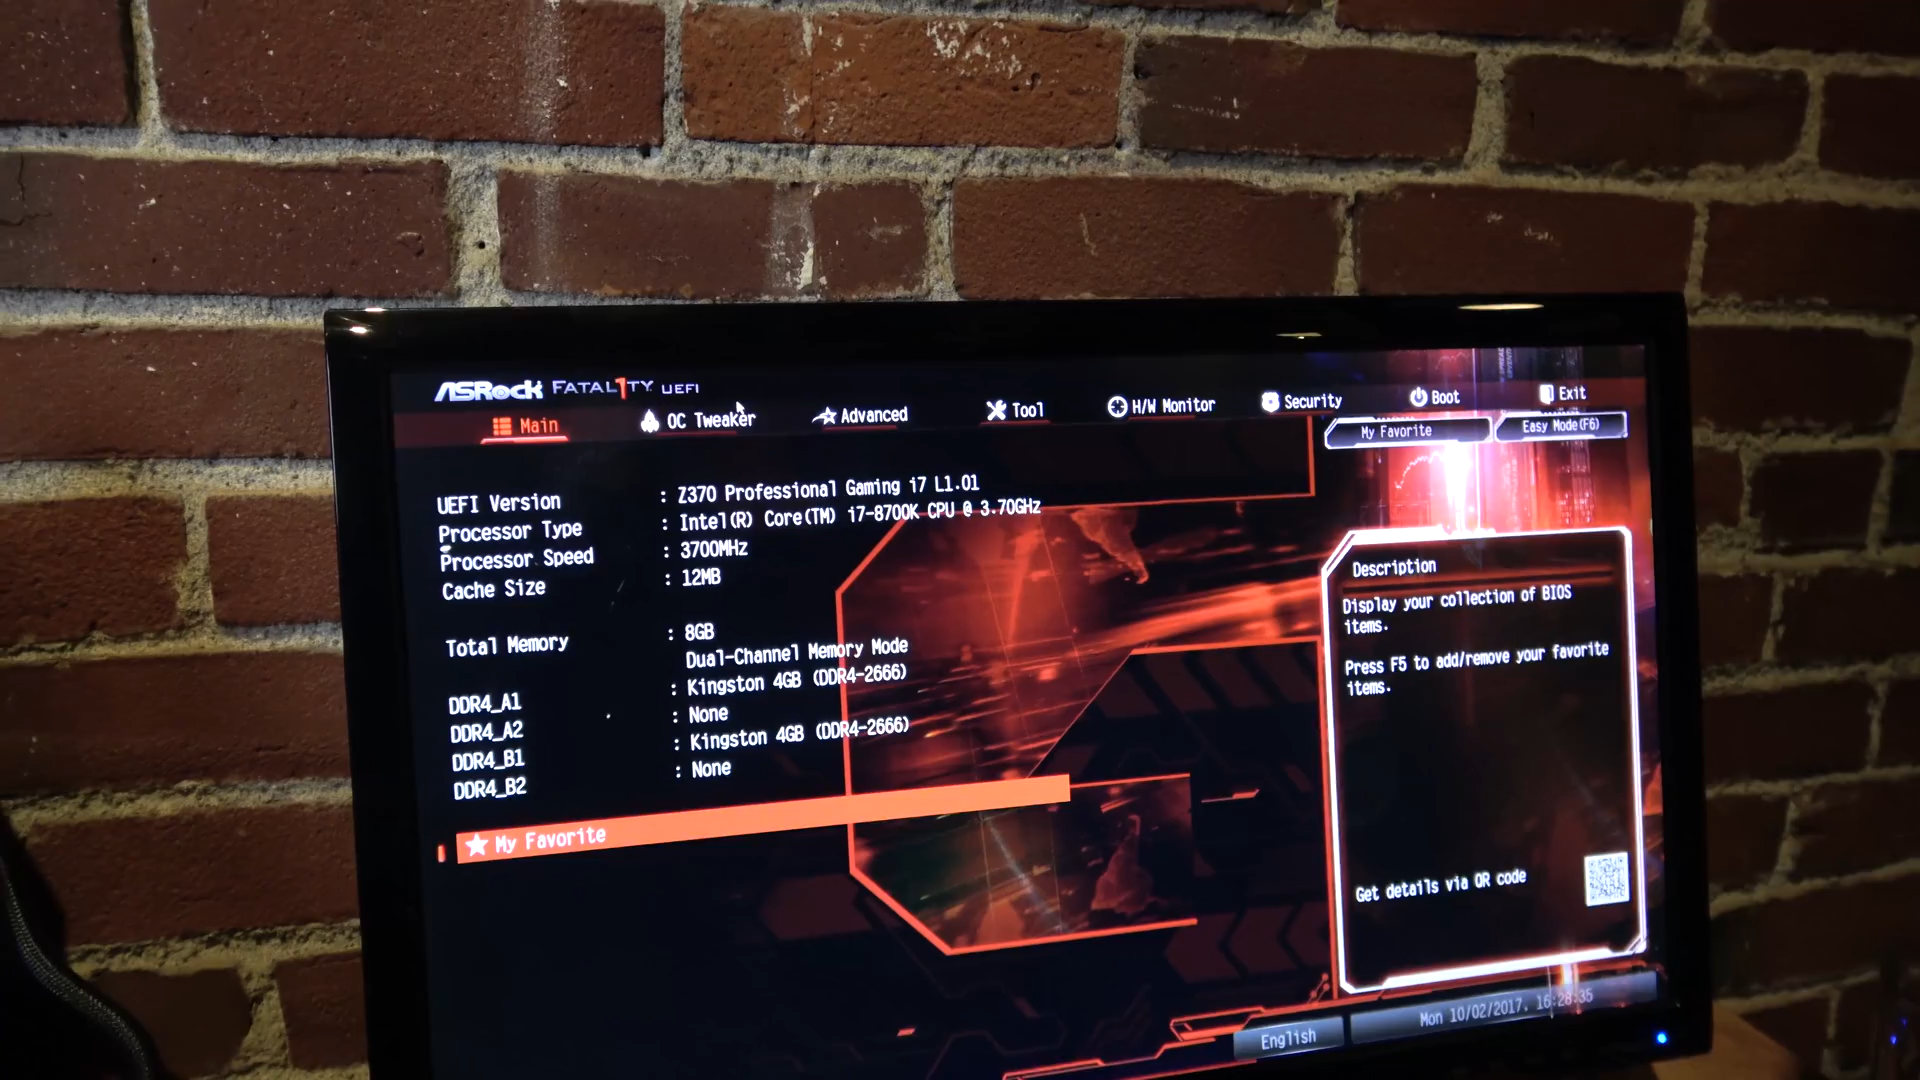 ASRock FATAL1TY UEFI
Main
OC Tweaker
Advanced
Tool
H/W Monitor
Security
Boot
Exit
My Favorite
Easy Mode(F6)
UEFI Version : Z370 Professional Gaming i7 L1.01
Processor Type : Intel(R) Core(TM) i7-8700K CPU @ 3.70GHz
Processor Speed : 3700MHz
Cache Size : 12MB
Total Memory : 8GB
Dual-Channel Memory Mode
DDR4_A1 : Kingston 4GB (DDR4-2666)
DDR4_A2 : None
DDR4_B1 : Kingston 4GB (DDR4-2666)
DDR4_B2 : None
My Favorite
Description
Display your collection of BIOS
items.
Press F5 to add/remove your favorite
items.
Get details via QR code
English
Mon 10/02/2017, 16:28:35